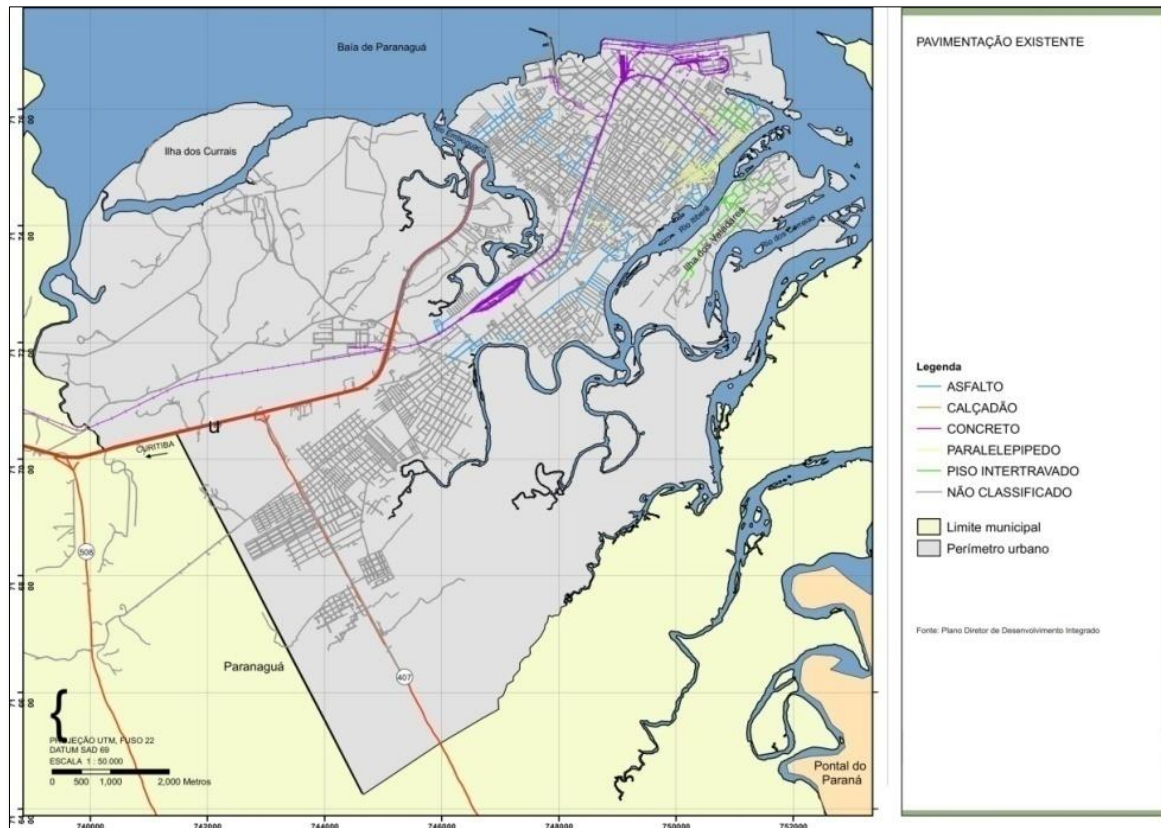 Baía de Paranaguá
Ilha dos Currais
Rio Itiberê
Ilha dos Valadares
Rio dos Correias
u
CURITIBA
508
407
Paranaguá
{
PROJEÇÃO UTM, FUSO 22
DATUM SAD 69
ESCALA 1 : 50.000
0 500 1,000 2,000 Metros
Pontal do
Paraná
740000 742000 744000 746000 748000 750000 752000
PAVIMENTAÇÃO EXISTENTE
Legenda
ASFALTO
CALÇADÃO
CONCRETO
PARALELEPIPEDO
PISO INTERTRAVADO
NÃO CLASSIFICADO
Limite municipal
Perímetro urbano
Fonte: Plano Diretor de Desenvolvimento Integrado